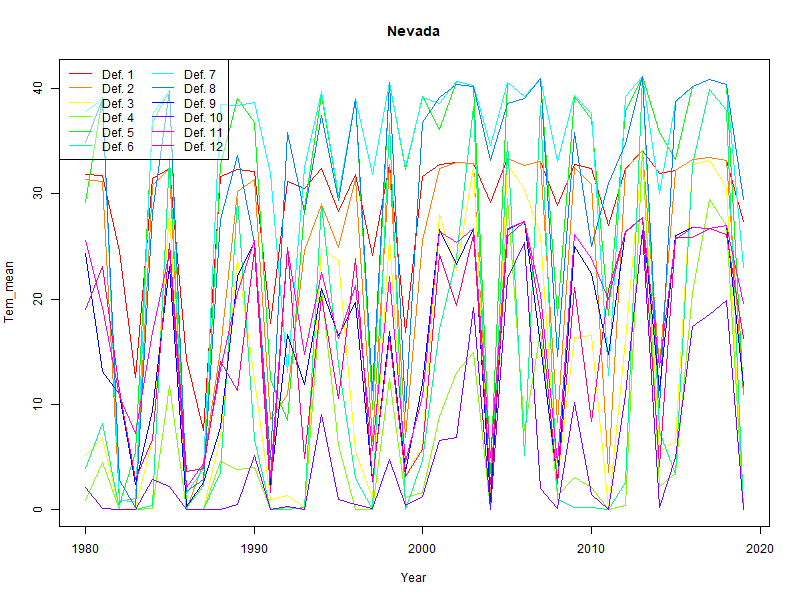 Nevada
Def. 1 Def. 7
Def. 2 Def. 8
Def. 3 Def. 9
Def. 4 Def. 10
Def. 5 Def. 11
Def. 6 Def. 12
40
30
20
10
0
Tem_mean
1980 1990 2000 2010 2020
Year